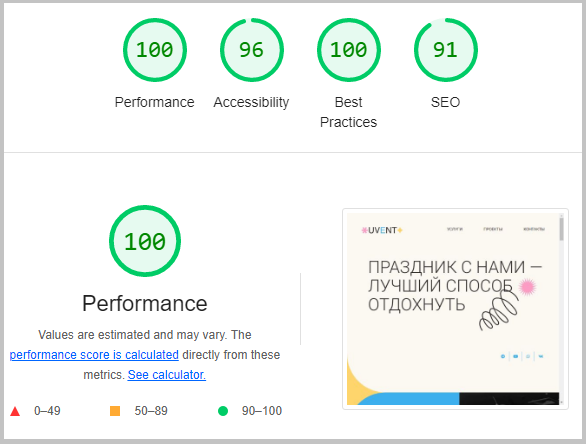 100
96
100
91
Performance
Accessibility
Best
Practices
SEO
100
Performance
Values are estimated and may vary. The
performance score is calculated directly from these
metrics. See calculator.
0–49
50–89
90–100
UVENT
УСЛУГИ ПРОЕКТЫ КОНТАКТЫ
ПРАЗДНИК С НАМИ —
ЛУЧШИЙ СПОСОБ
ОТДОХНУТЬ